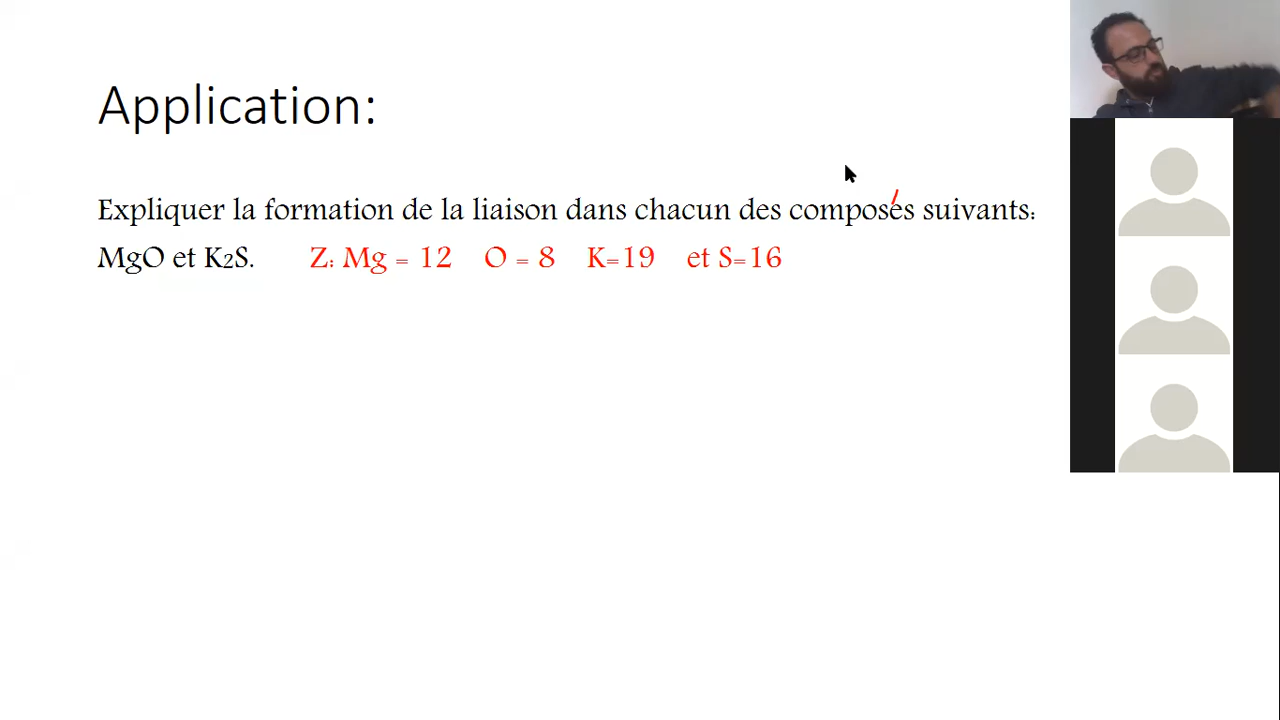 Application:
Expliquer la formation de la liaison dans chacun des composés suivants:
MgO et K2S. Z: Mg = 12 O = 8 K=19 et S=16